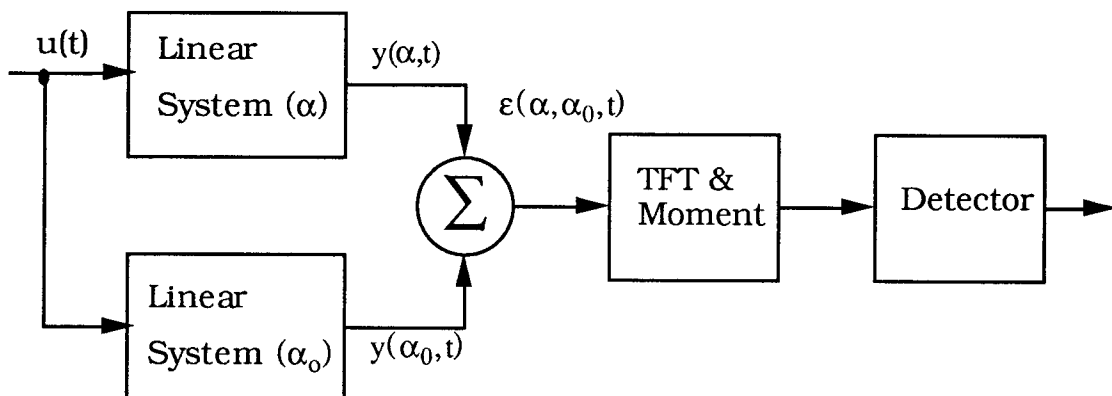 u(t)
Linear
System (α)
y(α,t)
ε(α,α₀,t)
Σ
TFT &
Moment
Detector
Linear
System (αₒ)
y(α₀,t)